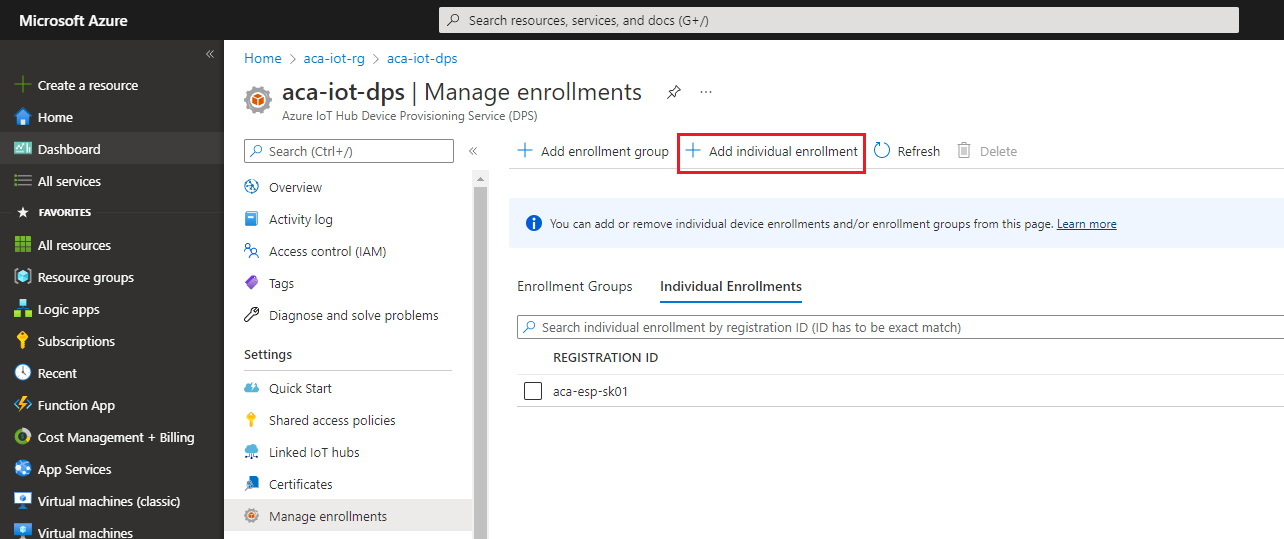 Microsoft Azure
Search resources, services, and docs (G+/)
«
Create a resource
Home
Dashboard
All services
FAVORITES
All resources
Resource groups
Logic apps
Subscriptions
Recent
Function App
Cost Management + Billing
App Services
Virtual machines (classic)
Virtual machines
Home > aca-iot-rg > aca-iot-dps
aca-iot-dps | Manage enrollments ...
Azure IoT Hub Device Provisioning Service (DPS)
Search (Ctrl+/) «
Overview
Activity log
Access control (IAM)
Tags
Diagnose and solve problems
Settings
Quick Start
Shared access policies
Linked IoT hubs
Certificates
Manage enrollments
+ Add enrollment group + Add individual enrollment Refresh Delete
You can add or remove individual device enrollments and/or enrollment groups from this page. Learn more
Enrollment Groups Individual Enrollments
Search individual enrollment by registration ID (ID has to be exact match)
REGISTRATION ID
aca-esp-sk01